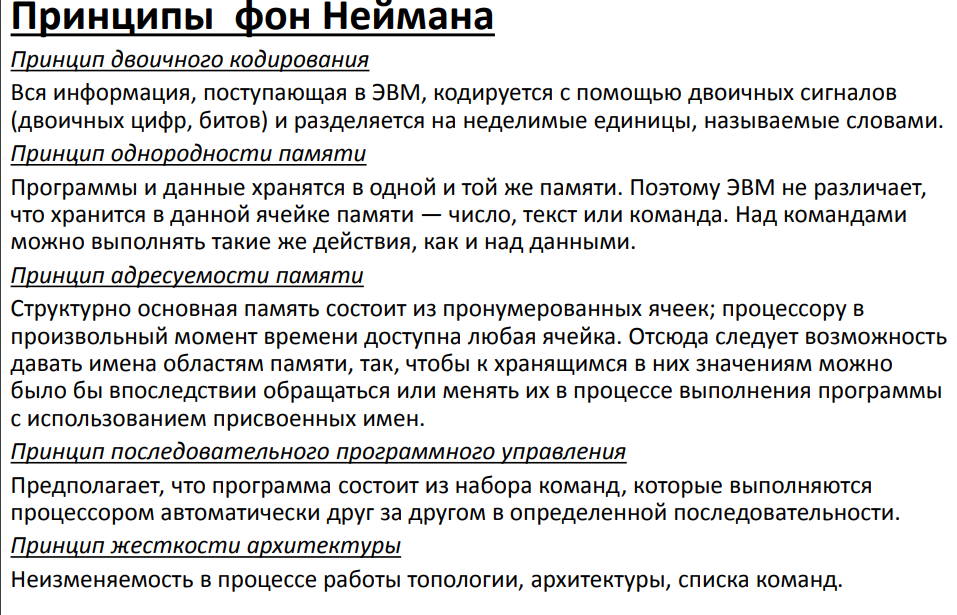 Принципы фон Неймана
Принцип двоичного кодирования
Вся информация, поступающая в ЭВМ, кодируется с помощью двоичных сигналов
(двоичных цифр, битов) и разделяется на неделимые единицы, называемые словами.
Принцип однородности памяти
Программы и данные хранятся в одной и той же памяти. Поэтому ЭВМ не различает,
что хранится в данной ячейке памяти — число, текст или команда. Над командами
можно выполнять такие же действия, как и над данными.
Принцип адресуемости памяти
Структурно основная память состоит из пронумерованных ячеек; процессору в
произвольный момент времени доступна любая ячейка. Отсюда следует возможность
давать имена областям памяти, так, чтобы к хранящимся в них значениям можно
было бы впоследствии обращаться или менять их в процессе выполнения программы
с использованием присвоенных имен.
Принцип последовательного программного управления
Предполагает, что программа состоит из набора команд, которые выполняются
процессором автоматически друг за другом в определенной последовательности.
Принцип жесткости архитектуры
Неизменяемость в процессе работы топологии, архитектуры, списка команд.